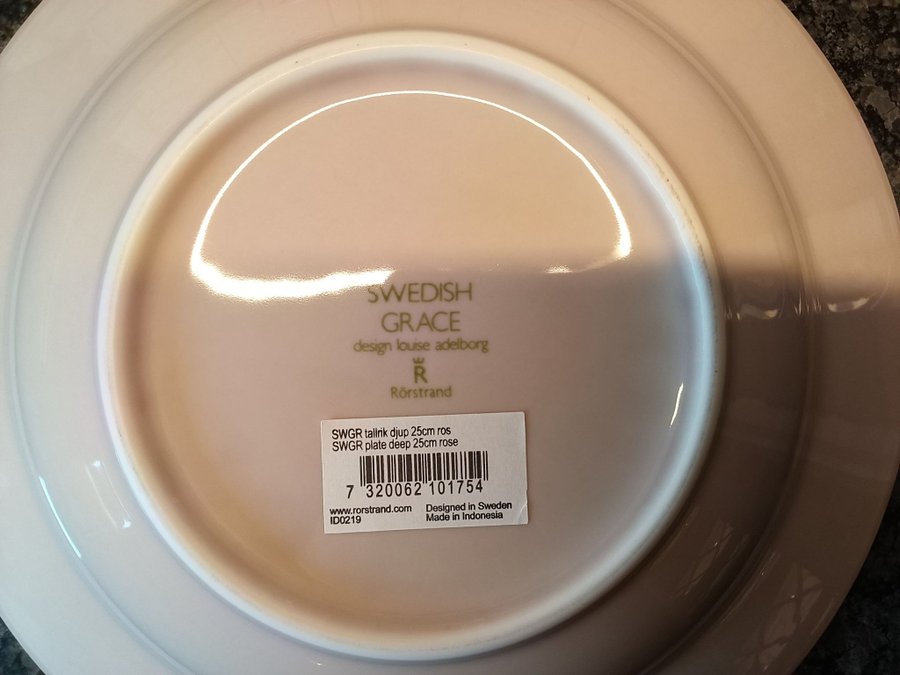 SWEDISH
GRACE
design louise adelborg
R
Rörstrand
SWGR tallrik djup 25cm ros
SWGR plate deep 25cm rose
7 320062 101754
www.rorstrand.com Designed in Sweden
ID0219 Made in Indonesia